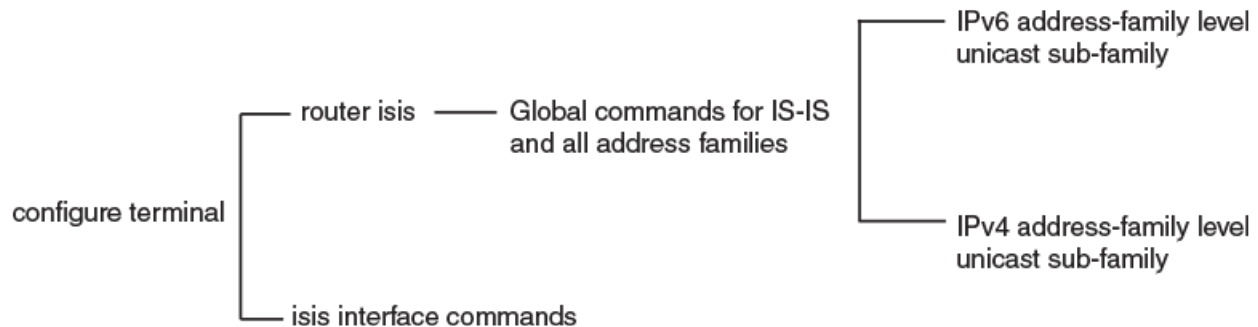 IPv6 address-family level
unicast sub-family
router isis
Global commands for IS-IS
and all address families
configure terminal
IPv4 address-family level
unicast sub-family
isis interface commands